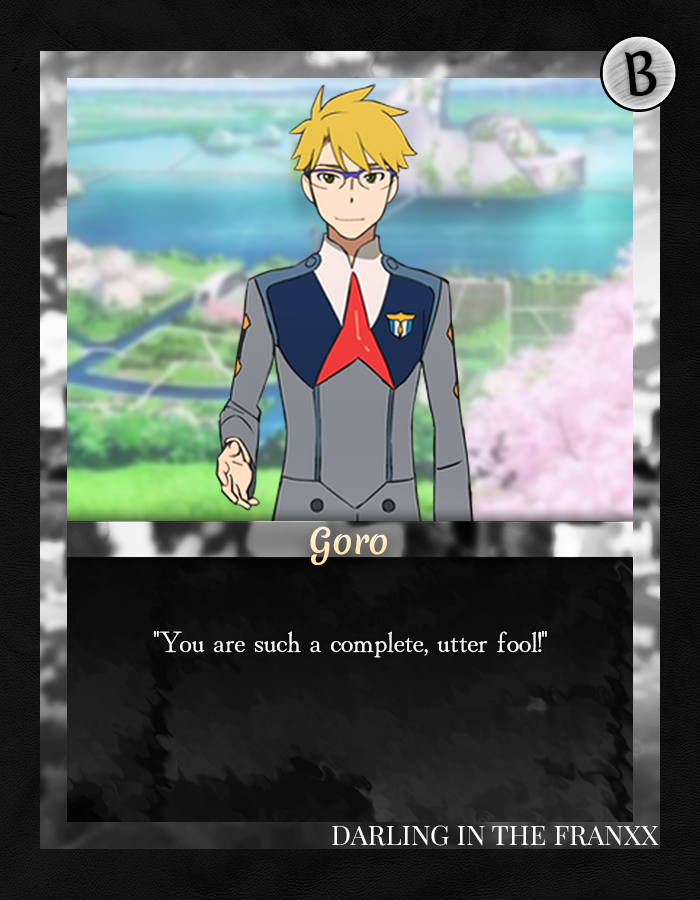 B
Goro
"You are such a complete, utter fool!"
DARLING IN THE FRANXX